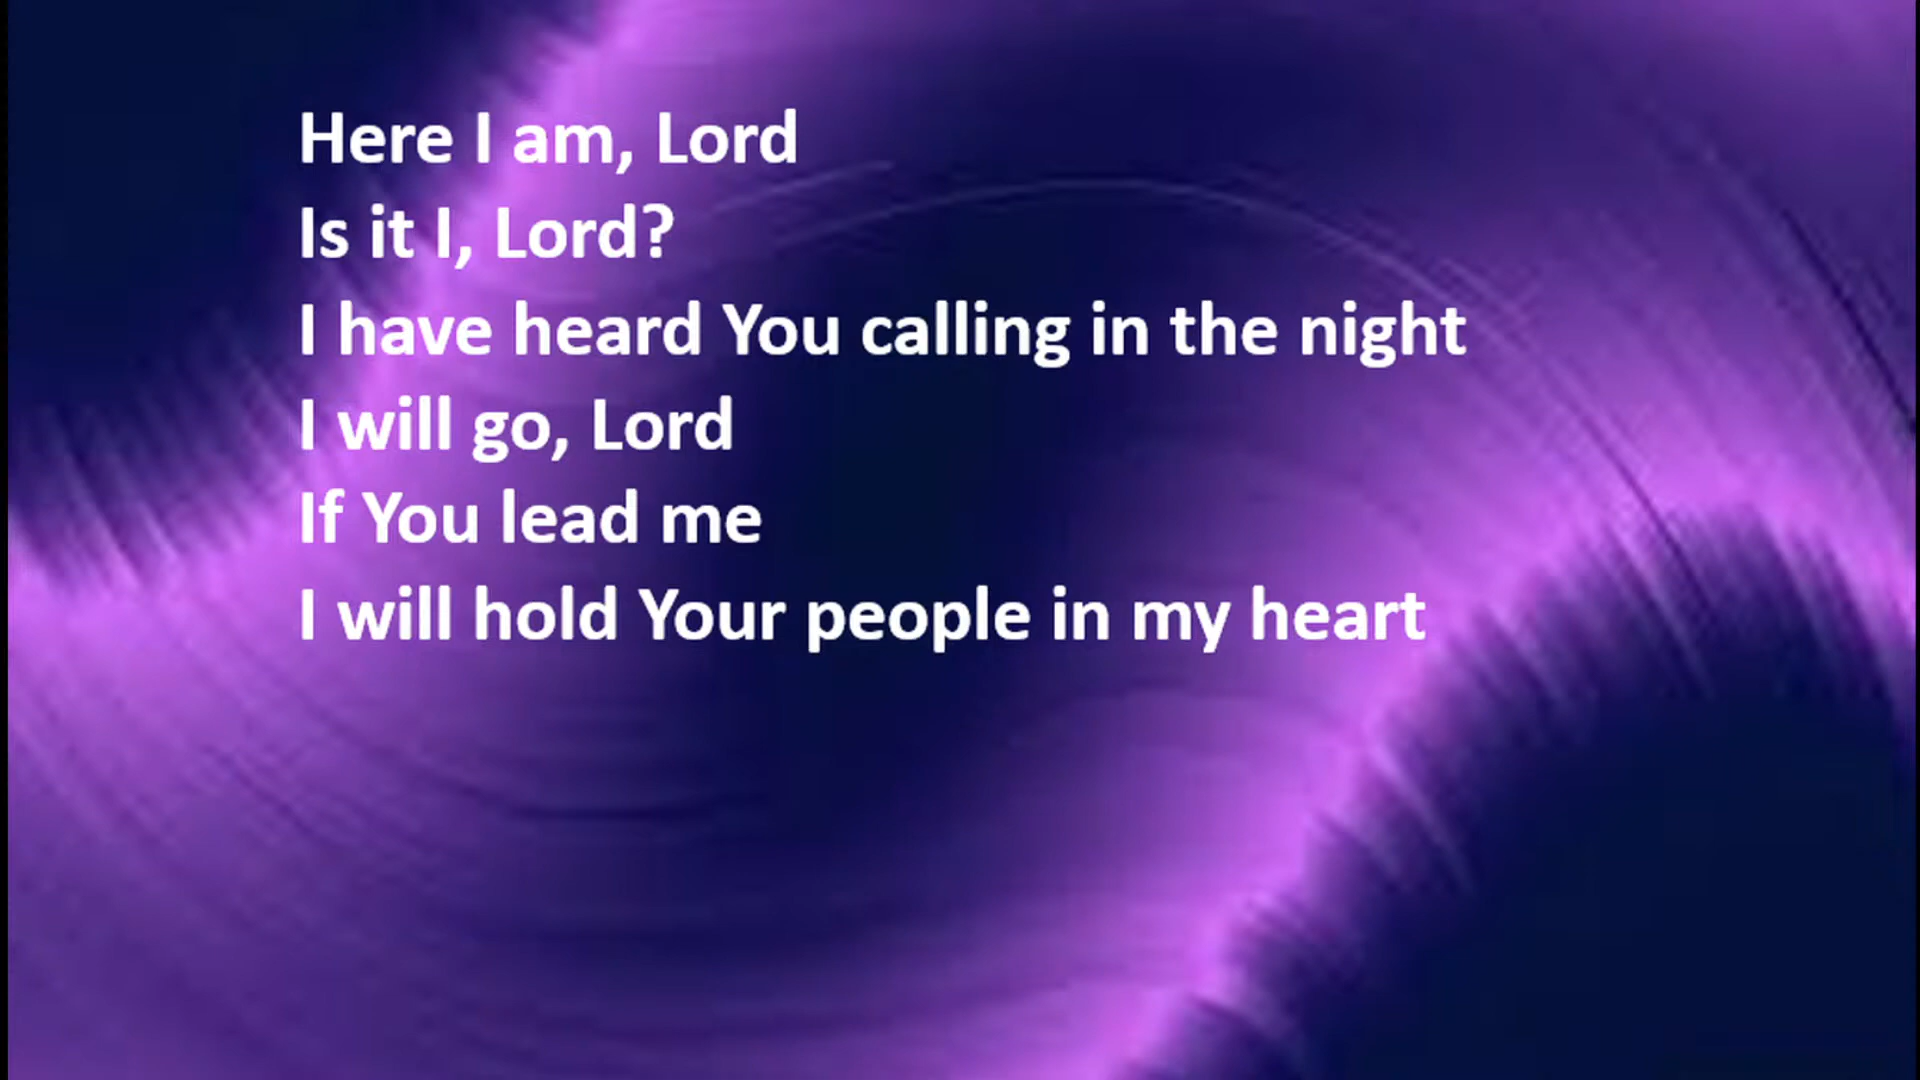 Here I am, Lord
Is it I, Lord?
I have heard You calling in the night
I will go, Lord
If You lead me
I will hold Your people in my heart